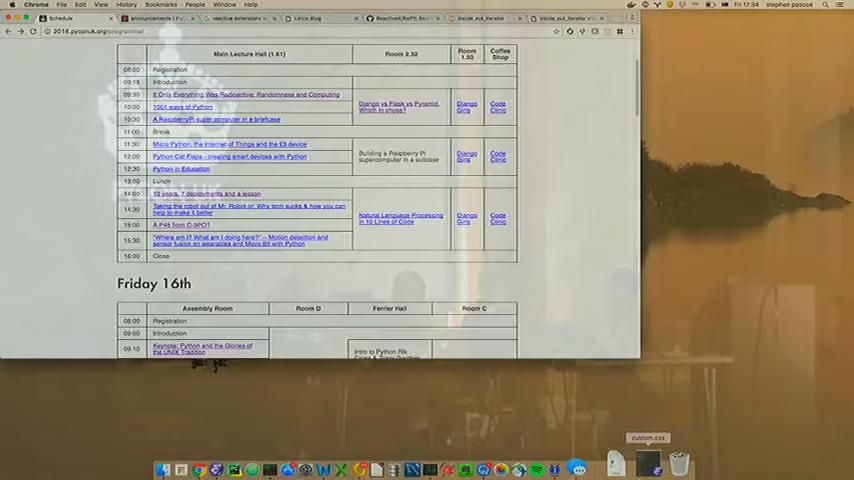 Chrome File Edit View History Bookmarks People Window Help
Fri 17:34 stephen pascoe
Schedule
2016.pyconuk.org/programme/
Main Lecture Hall (1.61) Room 2.32 Room 1.50 Coffee Shop
08:00 Registration
09:15 Introduction
09:30 If Only Everything Was Radioactive: Randomness and Computing
10:00 1001 ways of Python
Django vs Flask vs Pyramid. Which to chose?
Django Girls
Code Clinic
10:30 A RaspberryPi super computer in a briefcase
11:00 Break
11:30 Micro Python, the Internet of Things and the E3 device
12:00 Python Cat Flaps - creating smart devices with Python
Building a Raspberry Pi supercomputer in a suitcase
Django Girls
Code Clinic
12:30 Python in Education
13:00 Lunch
14:00 10 years, 7 deployments and a lesson
14:30 Taking the robot out of Mr. Robot or, Why tech sucks & how you can help to make it better
Natural Language Processing in 10 Lines of Code
Django Girls
Code Clinic
15:00 A P45 from C-3PO?
15:30 "Where am I? What am I doing here?" – Motion detection and sensor fusion on wearables and Micro Bit with Python
16:00 Close
Friday 16th
Assembly Room Room D Ferrier Hall Room C
08:00 Registration
09:00 Introduction
09:10 Keynote: Python and the Glories of the UNIX Tradition
Intro to Python Rik
custom.css